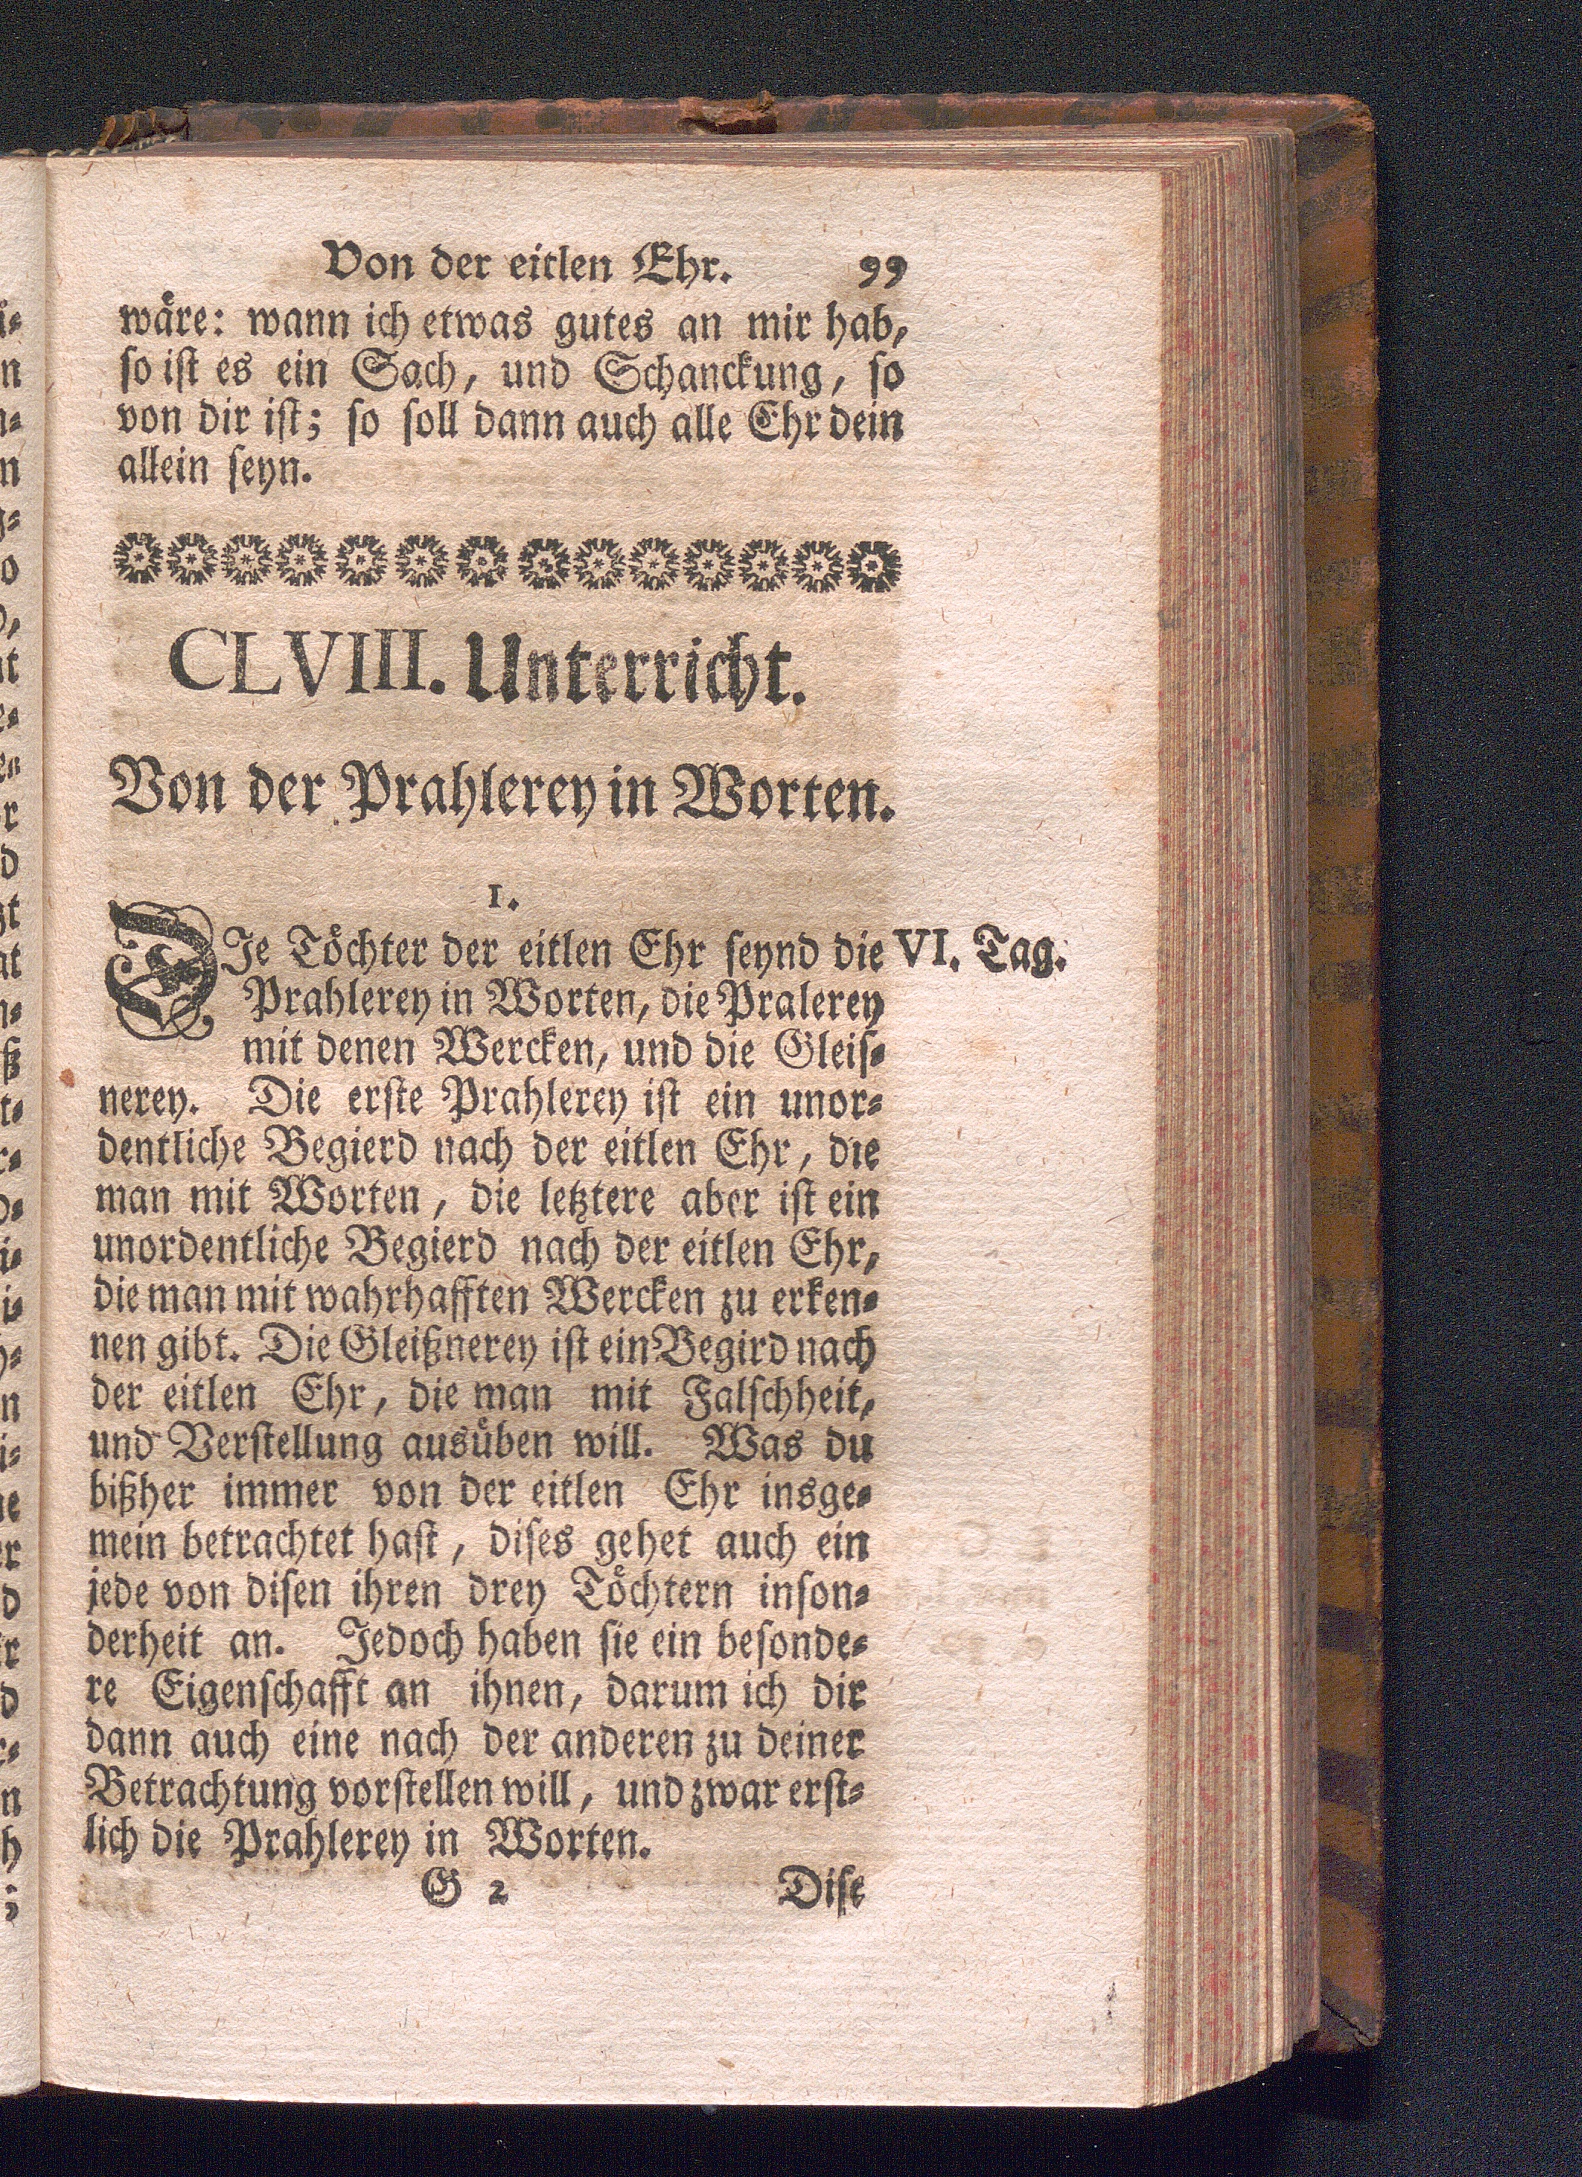 Von der eitlen Ehr. 99
wäre: wann ich etwas gutes an mir hab,
so ist es ein Sach, und Schanckung, so
von dir ist; so soll dann auch alle Ehr dein
allein seyn.
CLVIII. Unterricht.
Von der Prahlerey in Worten.
1.
DIe Töchter der eitlen Ehr seynd die VI. Tag.
Prahlerey in Worten, die Pralerey
mit denen Wercken, und die Gleis-
nerey. Die erste Prahlerey ist ein unor-
dentliche Begierd nach der eitlen Ehr, die
man mit Worten, die letztere aber ist ein
unordentliche Begierd nach der eitlen Ehr,
die man mit wahrhafften Wercken zu erken-
nen gibt. Die Gleißnerey ist ein Begird nach
der eitlen Ehr, die man mit Falschheit,
und Verstellung ausüben will. Was du
bißher immer von der eitlen Ehr insge-
mein betrachtet hast, dises gehet auch ein
jede von disen ihren drey Töchtern inson-
derheit an. Jedoch haben sie ein besonde-
re Eigenschafft an ihnen, darum ich dir
dann auch eine nach der anderen zu deiner
Betrachtung vorstellen will, und zwar erst-
lich die Prahlerey in Worten.
G 2 Dise